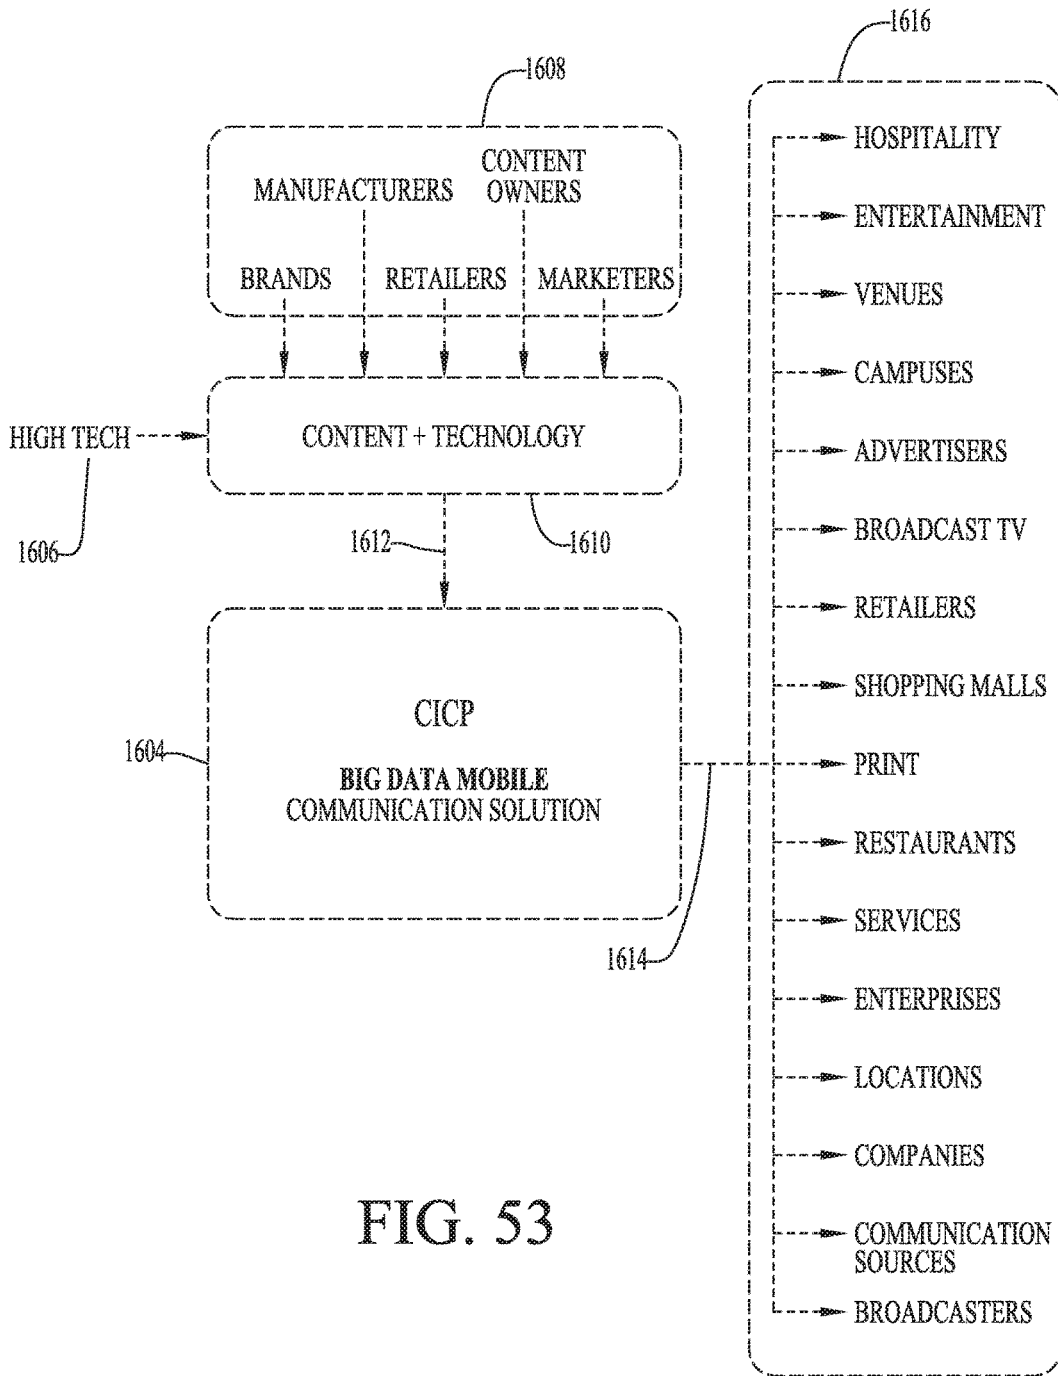 1616
1608
HOSPITALITY
CONTENT
OWNERS
MANUFACTURERS
ENTERTAINMENT
BRANDS
RETAILERS
MARKETERS
VENUES
CAMPUSES
HIGH TECH
CONTENT + TECHNOLOGY
ADVERTISERS
1606
1612
1610
BROADCAST TV
RETAILERS
SHOPPING MALLS
CICP
1604
BIG DATA MOBILE
COMMUNICATION SOLUTION
PRINT
RESTAURANTS
SERVICES
1614
ENTERPRISES
LOCATIONS
COMPANIES
COMMUNICATION
SOURCES
BROADCASTERS
FIG. 53